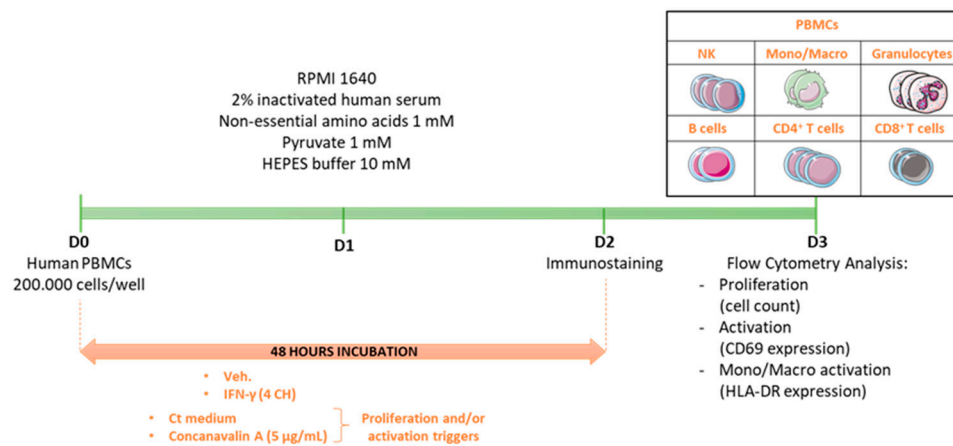 PBMCs
NK Mono/Macro Granulocytes
B cells CD4⁺ T cells CD8⁺ T cells
RPMI 1640
2% inactivated human serum
Non-essential amino acids 1 mM
Pyruvate 1 mM
HEPES buffer 10 mM
D0 D1 D2 D3
Human PBMCs
200.000 cells/well
Immunostaining
Flow Cytometry Analysis:
- Proliferation
(cell count)
- Activation
(CD69 expression)
- Mono/Macro activation
(HLA-DR expression)
48 HOURS INCUBATION
• Veh.
• IFN-γ (4 CH)
• Ct medium
• Concanavalin A (5 µg/mL)
Proliferation and/or
activation triggers